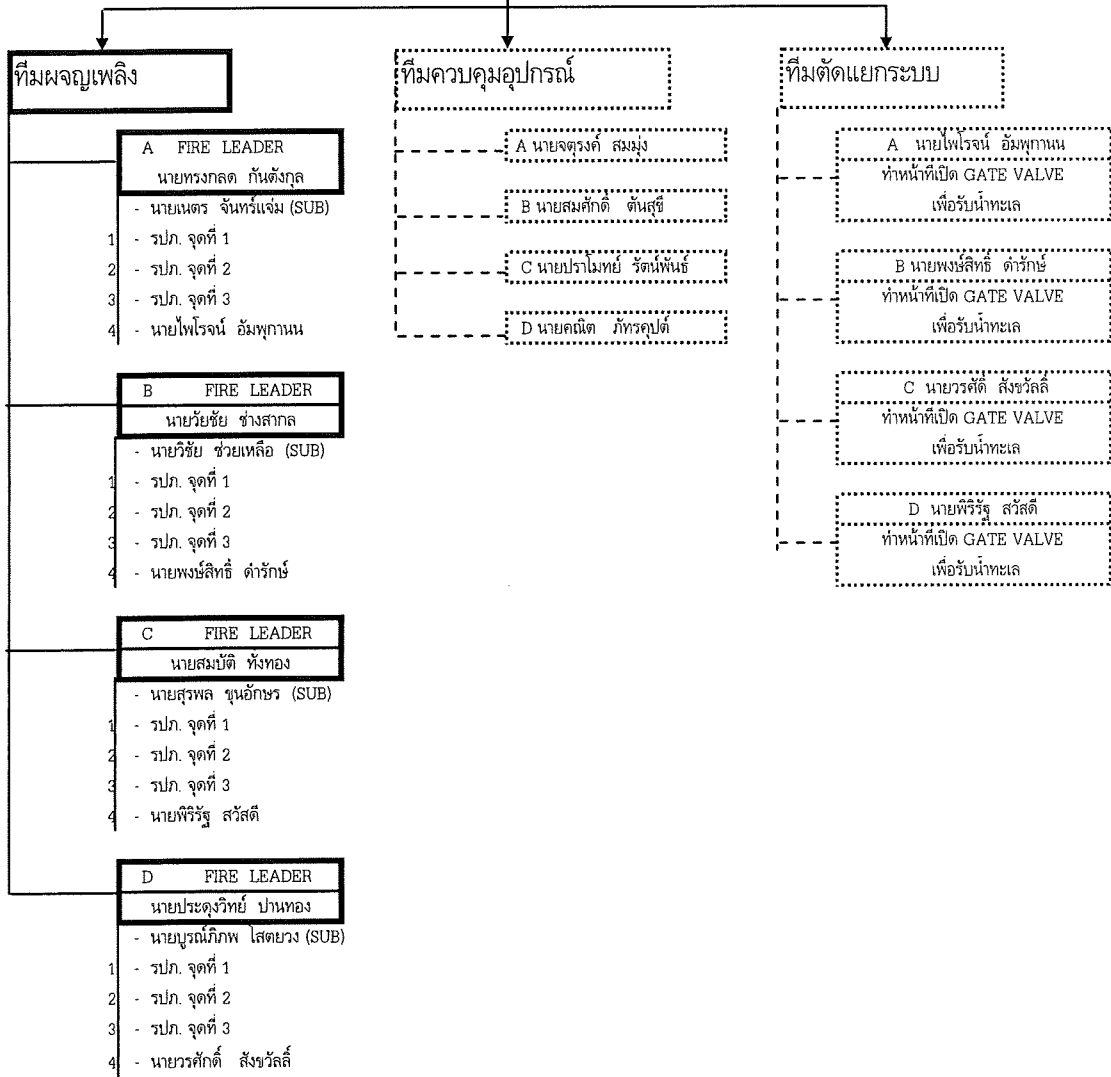 ทีมผจญเพลิง
A FIRE LEADER
นายทรงกลด กันตังกุล
- นายเนตร จันทร์แจ่ม (SUB)
1 - รปภ. จุดที่ 1
2 - รปภ. จุดที่ 2
3 - รปภ. จุดที่ 3
4 - นายไพโรจน์ อัมพุกานน
B FIRE LEADER
นายวัยชัย ช่างสากล
- นายวิชัย ช่วยเหลือ (SUB)
1 - รปภ. จุดที่ 1
2 - รปภ. จุดที่ 2
3 - รปภ. จุดที่ 3
4 - นายพงษ์สิทธิ์ ดำรักษ์
C FIRE LEADER
นายสมบัติ ทั่งทอง
- นายสุรพล ขุนอักษร (SUB)
1 - รปภ. จุดที่ 1
2 - รปภ. จุดที่ 2
3 - รปภ. จุดที่ 3
4 - นายพิริรัฐ สวัสดี
D FIRE LEADER
นายประดุงวิทย์ ปานทอง
- นายบูรณ์ภิภพ โสตยวง (SUB)
1 - รปภ. จุดที่ 1
2 - รปภ. จุดที่ 2
3 - รปภ. จุดที่ 3
4 - นายวรศักดิ์ สังขวัลลิ์
ทีมควบคุมอุปกรณ์
A นายจตุรงค์ สมมุ่ง
B นายสมศักดิ์ ตันสุชี
C นายปราโมทย์ รัตน์พันธ์
D นายคณิต ภัทรคุปต์
ทีมตัดแยกระบบ
A นายไพโรจน์ อัมพุกานน
ทำหน้าที่เปิด GATE VALVE
เพื่อรับน้ำทะเล
B นายพงษ์สิทธิ์ ดำรักษ์
ทำหน้าที่เปิด GATE VALVE
เพื่อรับน้ำทะเล
C นายวรศักดิ์ สังขวัลลิ์
ทำหน้าที่เปิด GATE VALVE
เพื่อรับน้ำทะเล
D นายพิริรัฐ สวัสดี
ทำหน้าที่เปิด GATE VALVE
เพื่อรับน้ำทะเล